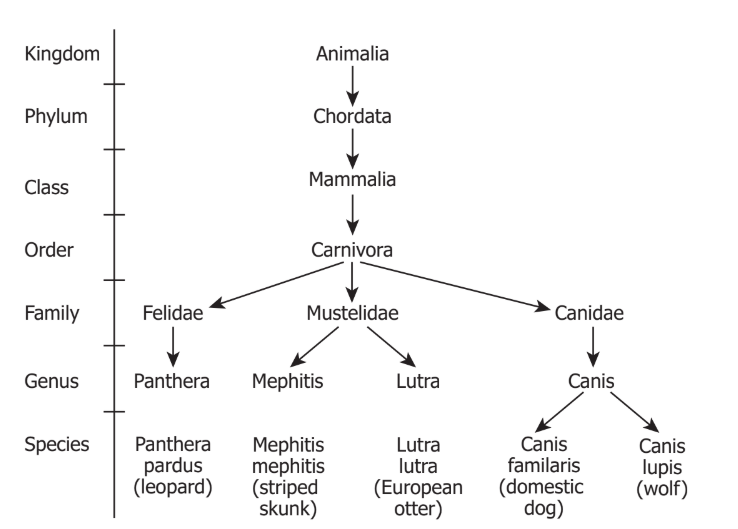 Kingdom Animalia
Phylum Chordata
Class Mammalia
Order Carnivora
Family Felidae Mustelidae Canidae
Genus Panthera Mephitis Lutra Canis
Species Panthera Mephitis Lutra Canis Canis
pardus mephitis lutra familaris lupis
(leopard) (striped (European (domestic (wolf)
skunk) otter) dog)